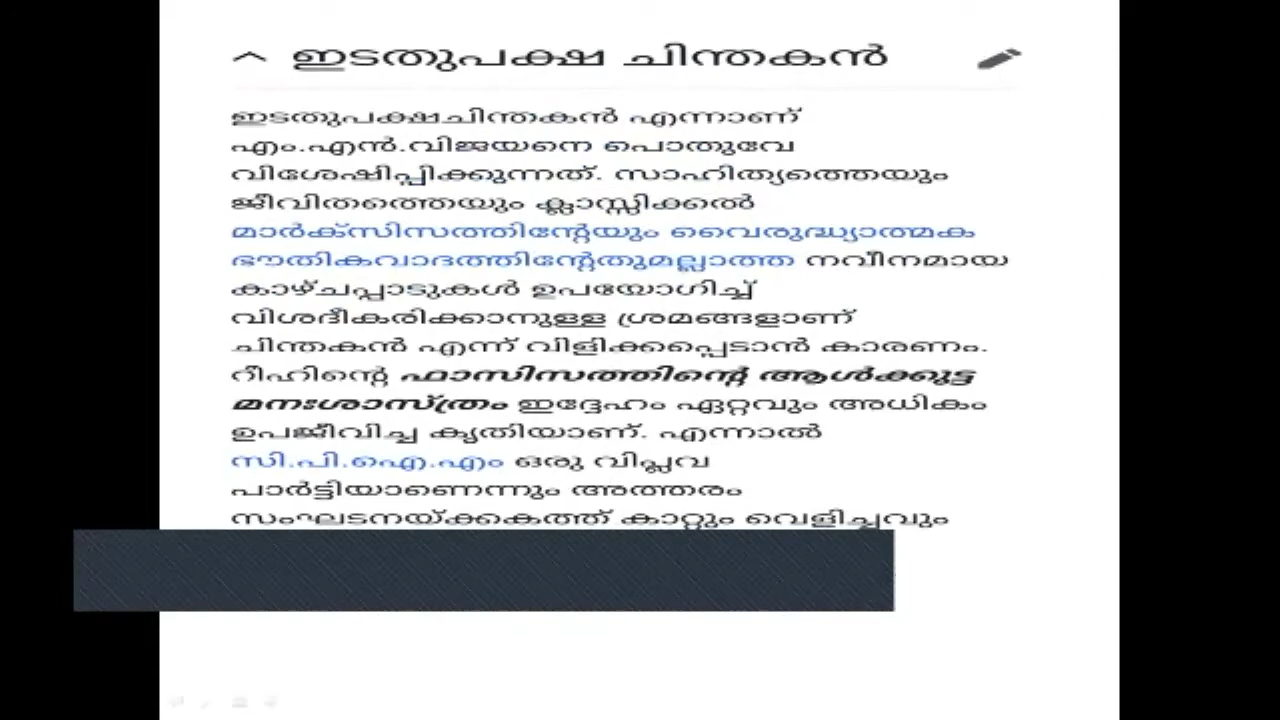 ഇടതുപക്ഷ ചിന്തകൻ
ഇടതുപക്ഷചിന്തകൻ എന്നാണ്
എം.എൻ.വിജയനെ പൊതുവേ
വിശേഷിപ്പിക്കുന്നത്. സാഹിത്യത്തെയും
ജീവിതത്തെയും ക്ലാസ്സിക്കൽ
മാർക്സിസത്തിന്റേയും വൈരുദ്ധ്യാത്മക
ഭൗതികവാദത്തിന്റേതുമല്ലാത്ത നവീനമായ
കാഴ്ചപ്പാടുകൾ ഉപയോഗിച്ച്
വിശദീകരിക്കാനുള്ള ശ്രമങ്ങളാണ്
ചിന്തകൻ എന്ന് വിളിക്കപ്പെടാൻ കാരണം.
റീഹിന്റെ ഫാസിസത്തിന്റെ ആൾക്കൂട്ട
മനഃശാസ്ത്രം ഇദ്ദേഹം ഏറ്റവും അധികം
ഉപജീവിച്ച കൃതിയാണ്. എന്നാൽ
സി.പി.ഐ.എം ഒരു വിപ്ലവ
പാർട്ടിയാണെന്നും അത്തരം
സംഘടനയ്ക്കകത്ത് കാറ്റും വെളിച്ചവും